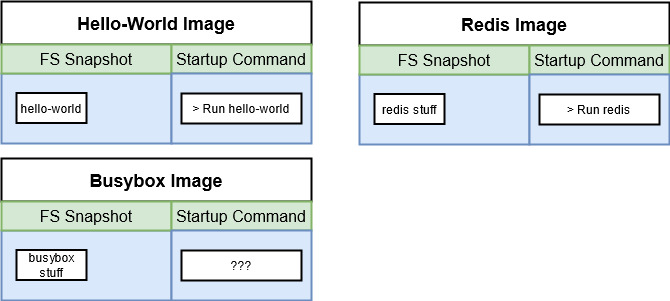 Hello-World Image
FS Snapshot
Startup Command
hello-world
> Run hello-world
Redis Image
FS Snapshot
Startup Command
redis stuff
> Run redis
Busybox Image
FS Snapshot
Startup Command
busybox
stuff
???